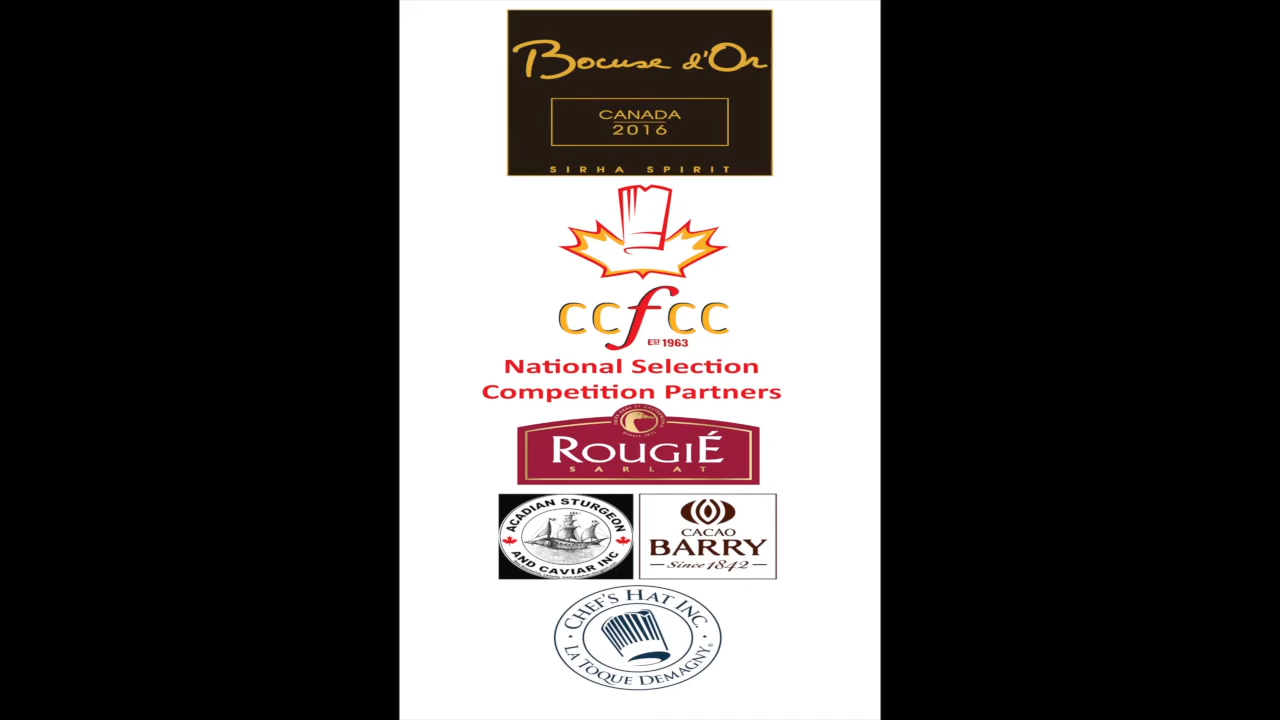 Bocuse d'Or
CANADA
2016
SIRHA SPIRIT
CCfCC
EST 1963
National Selection
Competition Partners
ROUGIÉ
SARLAT
ACADIAN STURGEON
AND CAVIAR INC
CACAO
BARRY
Since 1842
CHEF'S HAT INC.
LA TOQUE DEMAGNY®